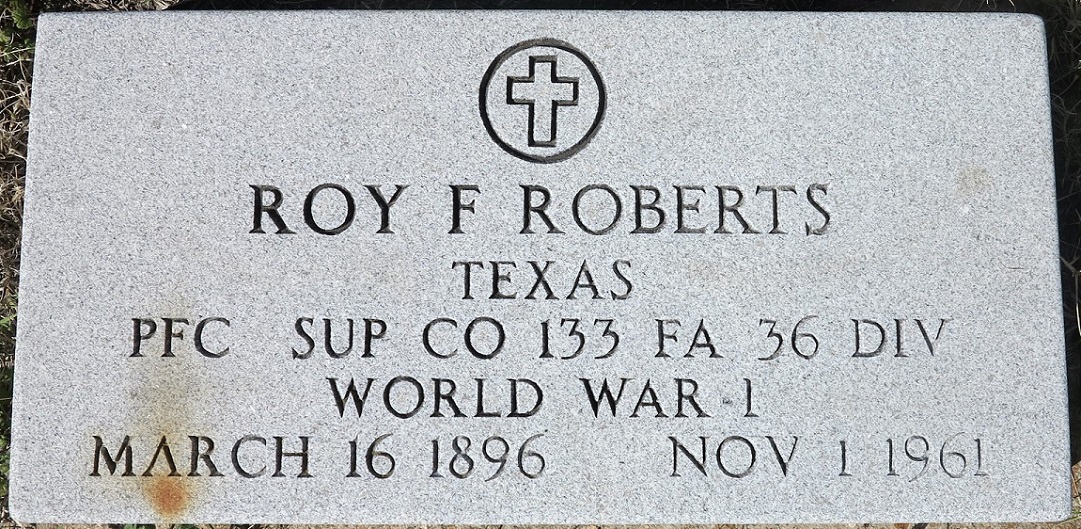 ROY F ROBERTS
TEXAS
PFC SUP CO 133 FA 36 DIV
WORLD WAR I
MARCH 16 1896 NOV 1 1961